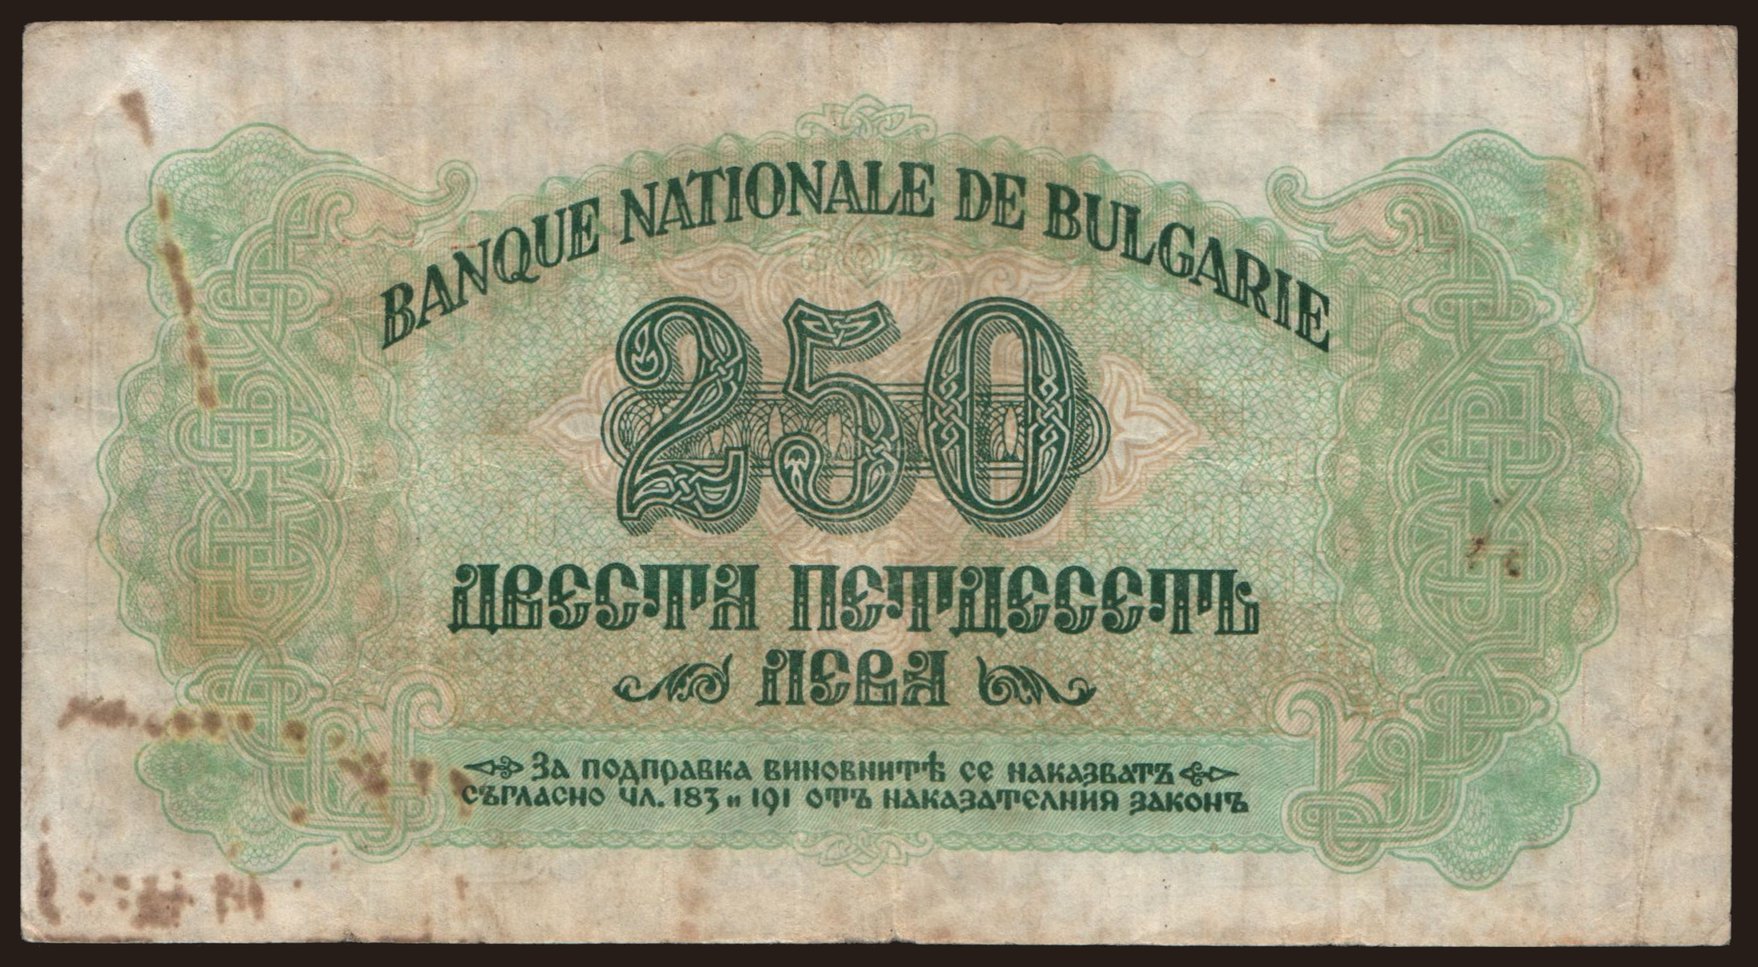 BANQUE NATIONALE DE BULGARIE
250
ДВЕСТА ПЕТДЕСЕТЬ
ЛЕВА
За подправка виновнитѣ се наказватъ
съгласно чл. 183 и 191 отъ наказателния законъ